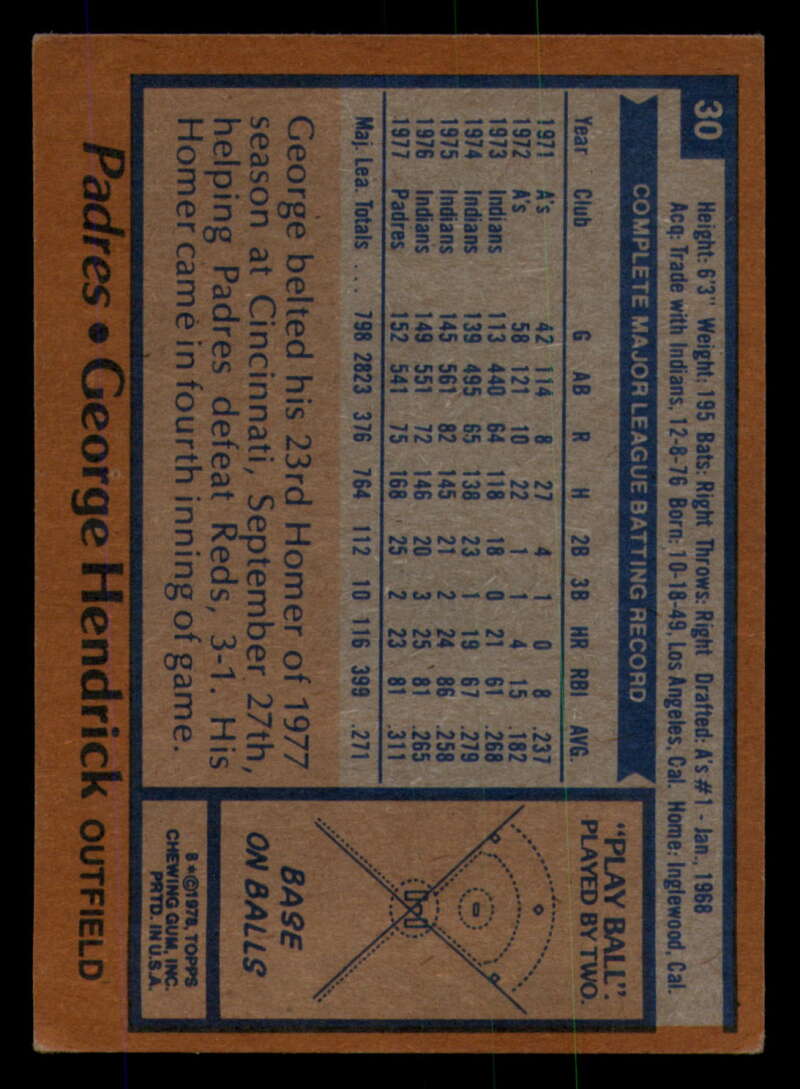 30
Height: 6'3" Weight: 195 Bats: Right Throws: Right Drafted: A's #1 - Jan., 1968
Acq: Trade with Indians, 12-8-76 Born: 10-18-49, Los Angeles, Cal. Home: Inglewood, Cal.
COMPLETE MAJOR LEAGUE BATTING RECORD
Year Club G AB R H 2B 3B HR RBI AVG.
1971 A's 42 114 8 27 4 1 0 8 .237
1972 A's 58 121 10 22 1 1 4 15 .182
1973 Indians 113 440 64 118 18 0 21 61 .268
1974 Indians 139 495 65 138 23 1 19 67 .279
1975 Indians 145 561 82 145 21 2 24 86 .258
1976 Indians 149 551 72 146 20 3 25 81 .265
1977 Padres 152 541 75 168 25 2 23 81 .311
Maj. Lea. Totals . . . 798 2823 376 764 112 10 116 399 .271
George belted his 23rd Homer of 1977
season at Cincinnati, September 27th,
helping Padres defeat Reds, 3-1. His
Homer came in fourth inning of game.
"PLAY BALL".
PLAYED BY TWO.
BASE
ON BALLS
8*©1978, TOPPS
CHEWING GUM, INC.
PRTD. IN U.S.A.
Padres • George Hendrick OUTFIELD